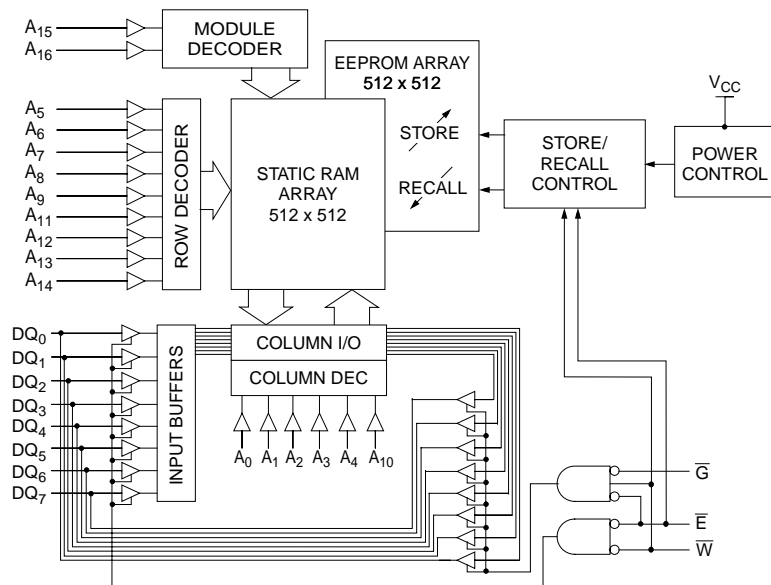 A15
A16
MODULE
DECODER
EEPROM ARRAY
512 x 512
STORE
RECALL
VCC
STORE/
RECALL
CONTROL
POWER
CONTROL
A5
A6
A7
A8
A9
A11
A12
A13
A14
ROW DECODER
STATIC RAM
ARRAY
512 x 512
DQ0
DQ1
DQ2
DQ3
DQ4
DQ5
DQ6
DQ7
INPUT BUFFERS
COLUMN I/O
COLUMN DEC
A0 A1 A2 A3 A4 A10
G̅
E̅
W̅